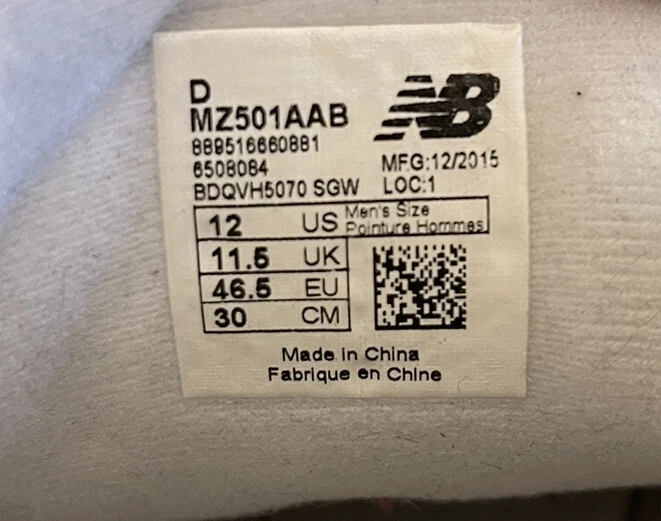 D
MZ501AAB
889516660881
6508084
BDQVH5070 SGW
NB
MFG:12/2015
LOC:1
12 US Men's Size
Pointure Hommes
11.5 UK
46.5 EU
30 CM
Made in China
Fabrique en Chine